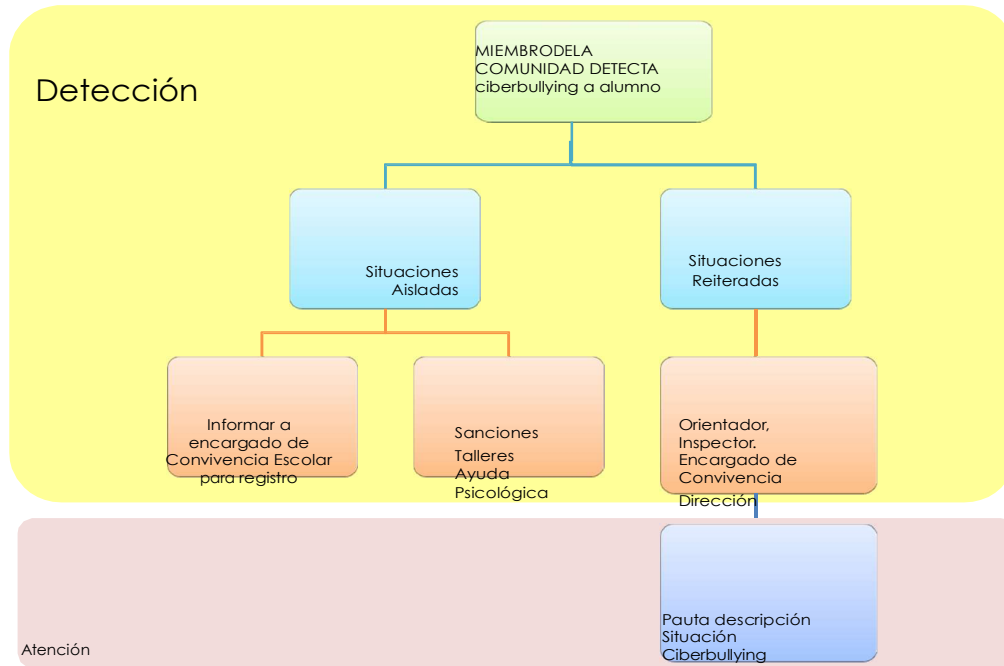 Detección
MIEMBRODELA
COMUNIDAD DETECTA
ciberbullying a alumno
Situaciones
Aisladas
Situaciones
Reiteradas
Informar a
encargado de
Convivencia Escolar
para registro
Sanciones
Talleres
Ayuda
Psicológica
Orientador,
Inspector.
Encargado de
Convivencia
Dirección
Atención
Pauta descripción
Situación
Ciberbullying